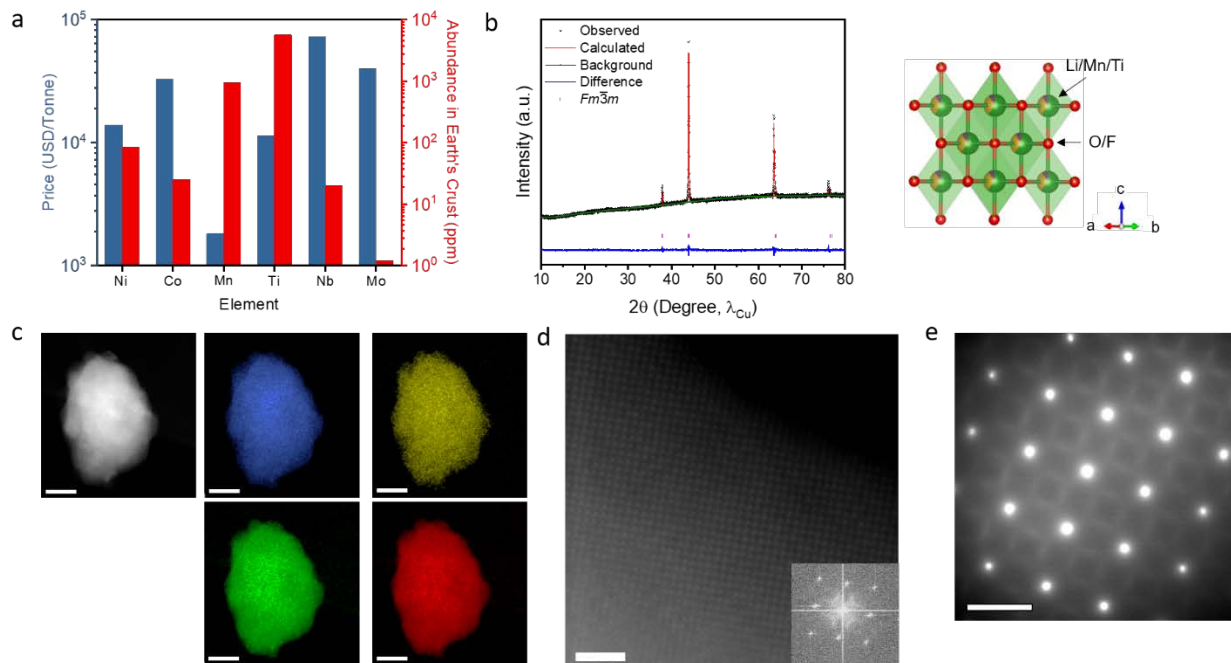 a
10⁵
10⁴
10³
Price (USD/Tonne)
10⁴
10³
10²
10¹
10⁰
Abundance in Earth's Crust (ppm)
Ni Co Mn Ti Nb Mo
Element
b
Observed
Calculated
Background
Difference
Fm3̅m
Intensity (a.u.)
10 20 30 40 50 60 70 80
2θ (Degree, λCu)
Li/Mn/Ti
O/F
c
a
b
c
d
e